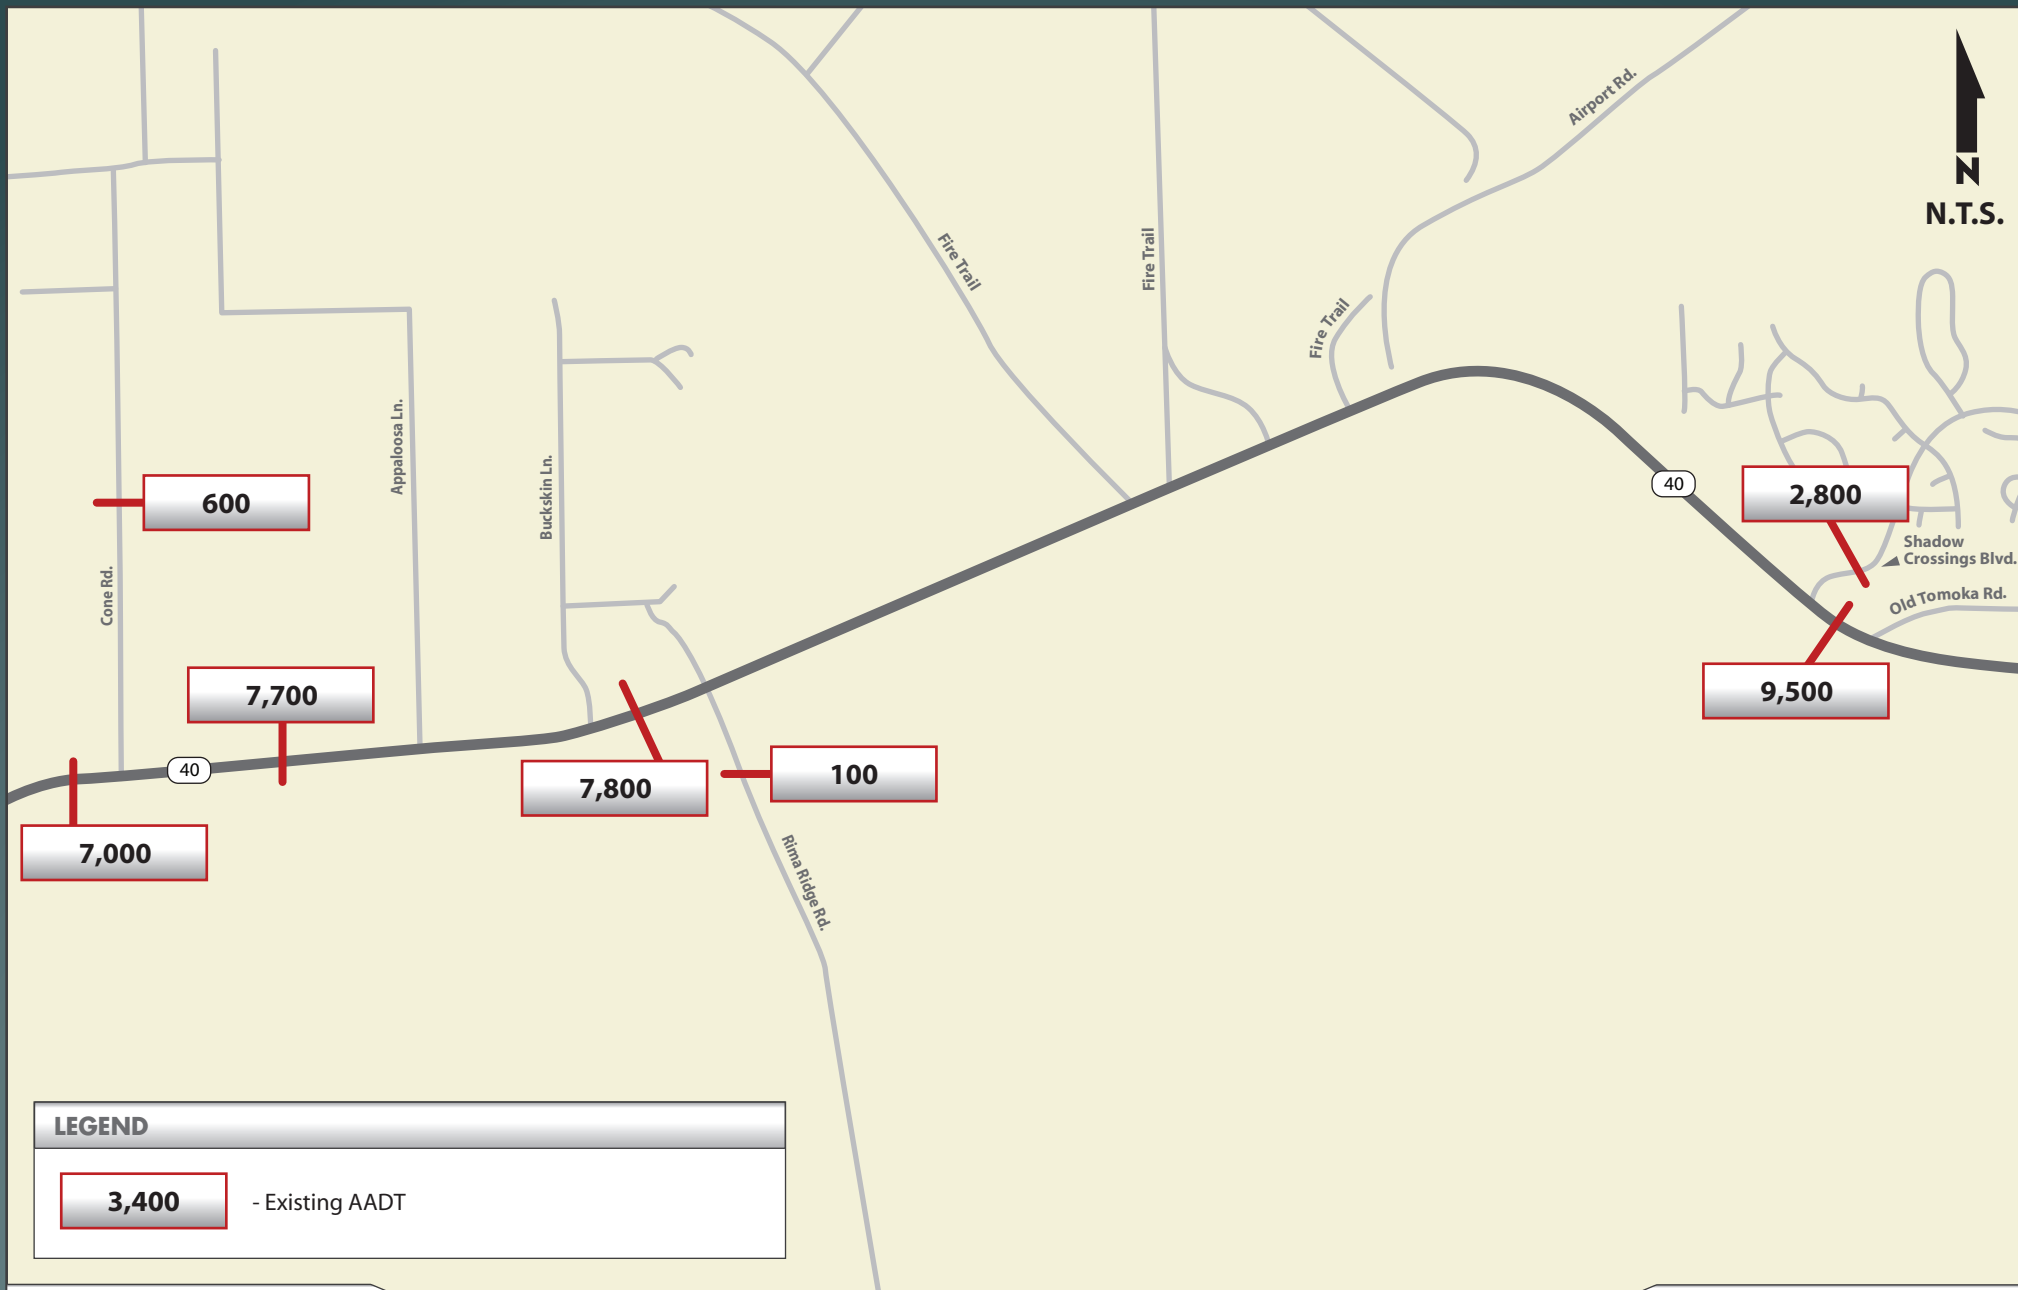 Airport Rd.
N
N.T.S.
Fire Trail
Fire Trail
Fire Trail
Appaloosa Ln.
Buckskin Ln.
40
2,800
600
Shadow
Crossings Blvd.
Cone Rd.
Old Tomoka Rd.
7,700
9,500
40
7,800
100
7,000
Rima Ridge Rd.
LEGEND
3,400 - Existing AADT